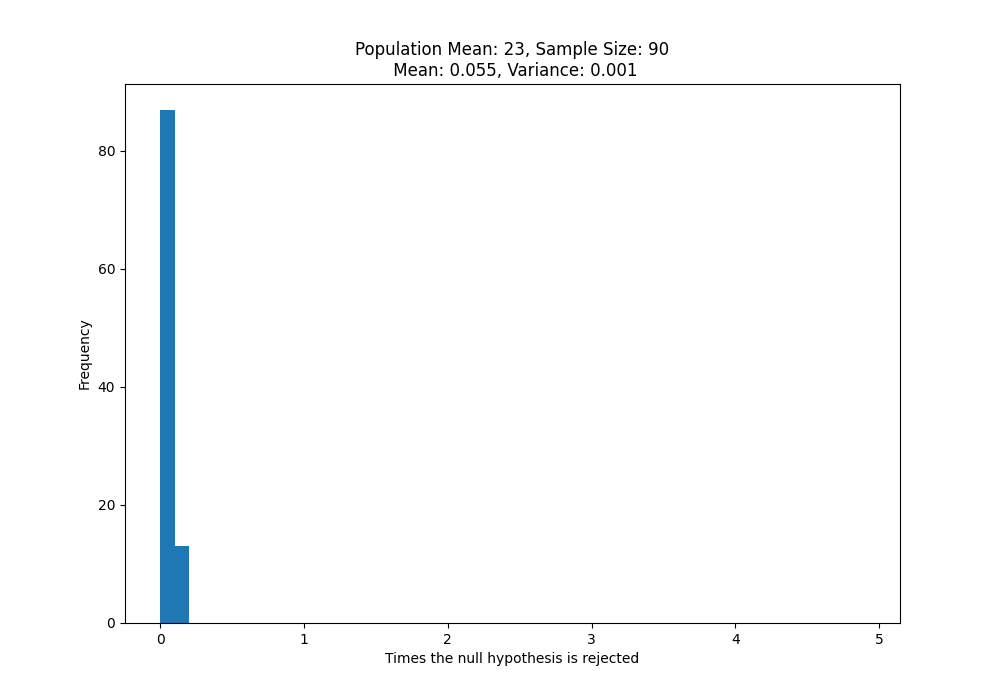 Population Mean: 23, Sample Size: 90
Mean: 0.055, Variance: 0.001
80
60
40
20
0
Frequency
0 1 2 3 4 5
Times the null hypothesis is rejected